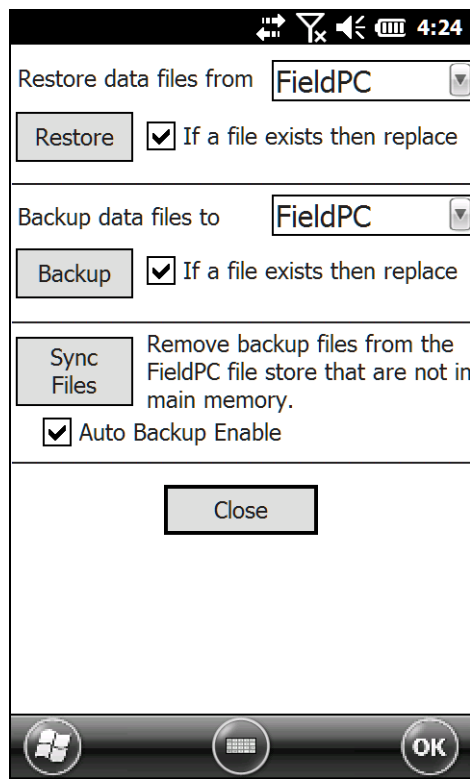 4:24
Restore data files from FieldPC
Restore If a file exists then replace
Backup data files to FieldPC
Backup If a file exists then replace
Sync Files
Remove backup files from the
FieldPC file store that are not in
main memory.
Auto Backup Enable
Close
OK